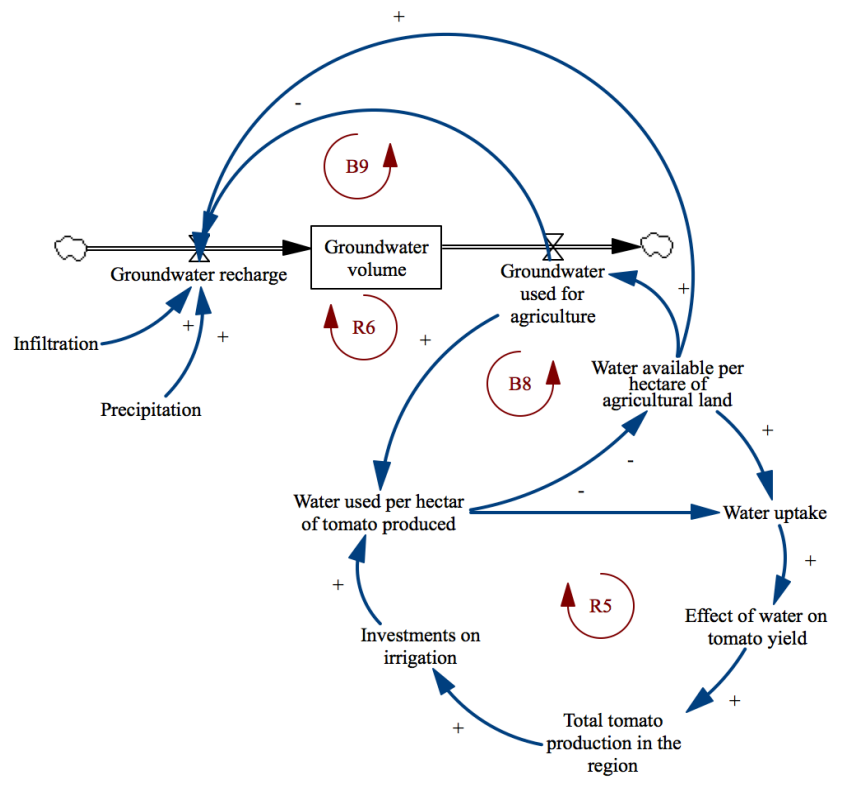 +
-
B9
Groundwater
volume
Groundwater recharge
Groundwater
used for
agriculture
+
R6
+
+
+
Infiltration
Precipitation
B8
Water available per
hectare of
agricultural land
+
-
-
Water used per hectar
of tomato produced
Water uptake
+
+
R5
Effect of water on
tomato yield
Investments on
irrigation
+
+
Total tomato
production in the
region